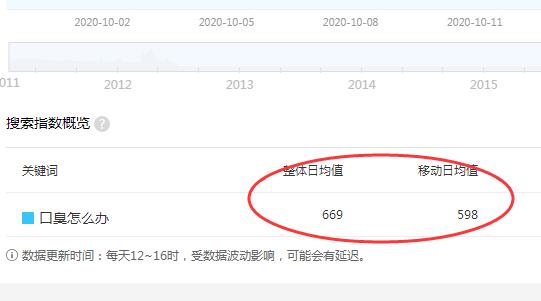 2020-10-02 2020-10-05 2020-10-08 2020-10-11
011 2012 2013 2014 2015
搜索指数概览 ?
关键词 整体日均值 移动日均值
口臭怎么办 669 598
数据更新时间：每天12~16时，受数据波动影响，可能会有延迟。